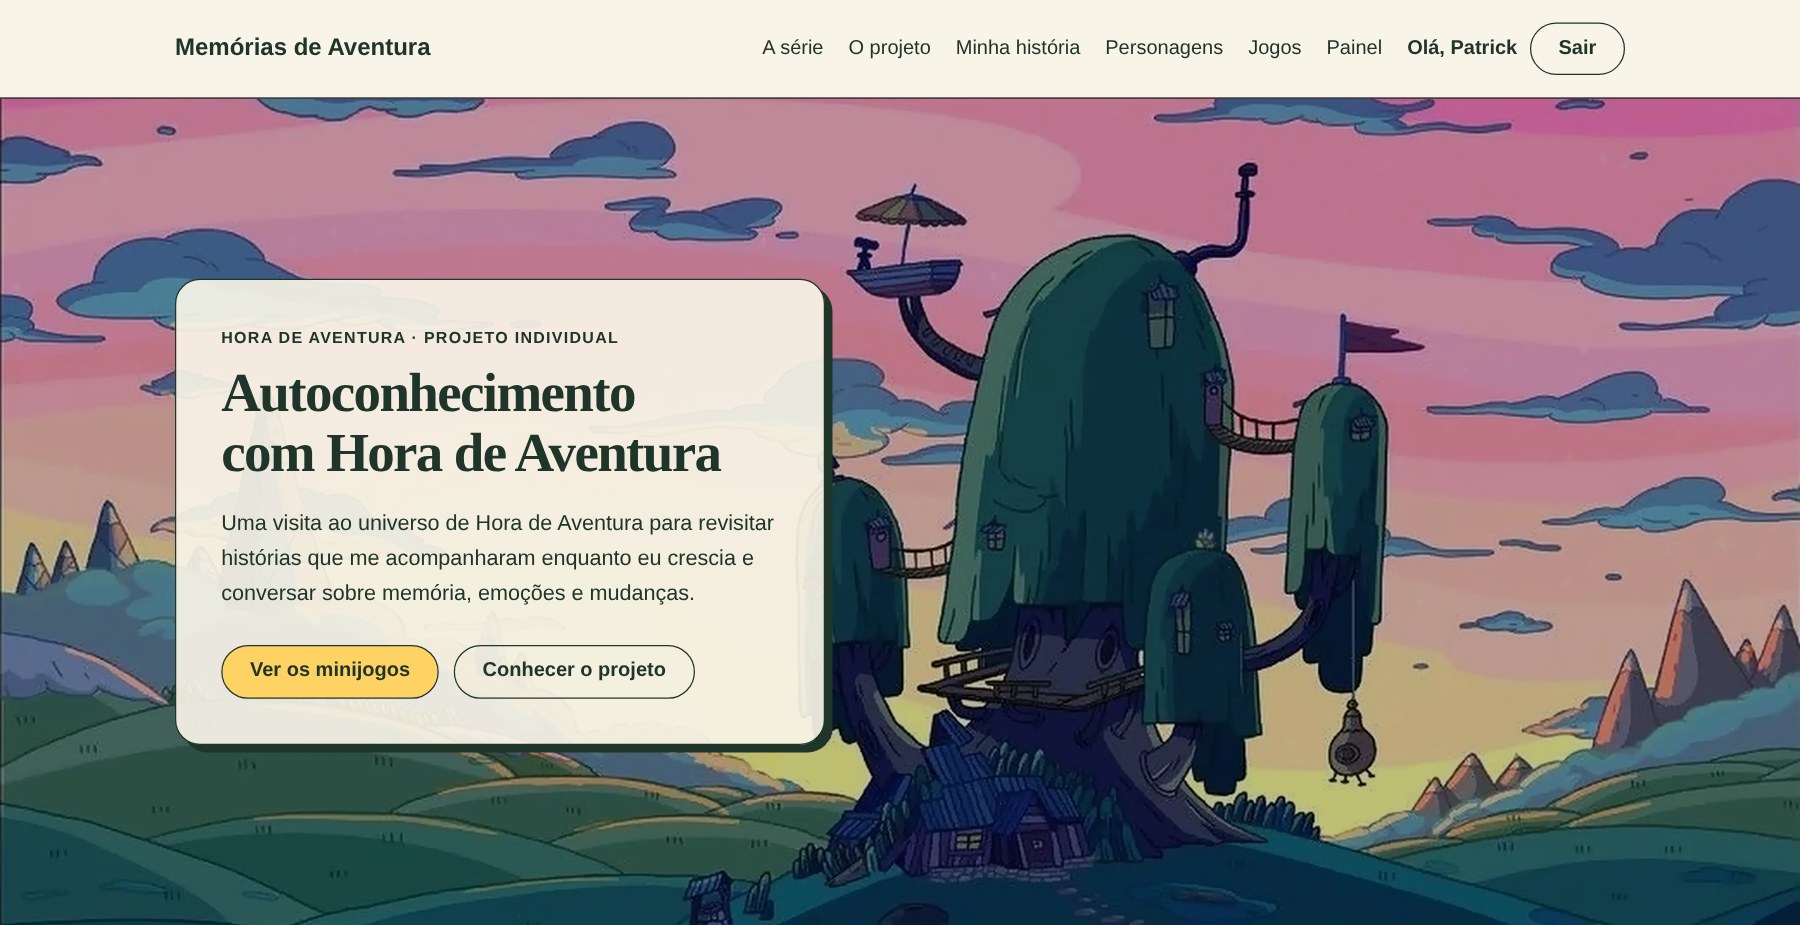 Memórias de Aventura
A série O projeto Minha história Personagens Jogos Painel Olá, Patrick Sair
HORA DE AVENTURA · PROJETO INDIVIDUAL
Autoconhecimento
com Hora de Aventura
Uma visita ao universo de Hora de Aventura para revisitar
histórias que me acompanharam enquanto eu crescia e
conversar sobre memória, emoções e mudanças.
Ver os minijogos Conhecer o projeto